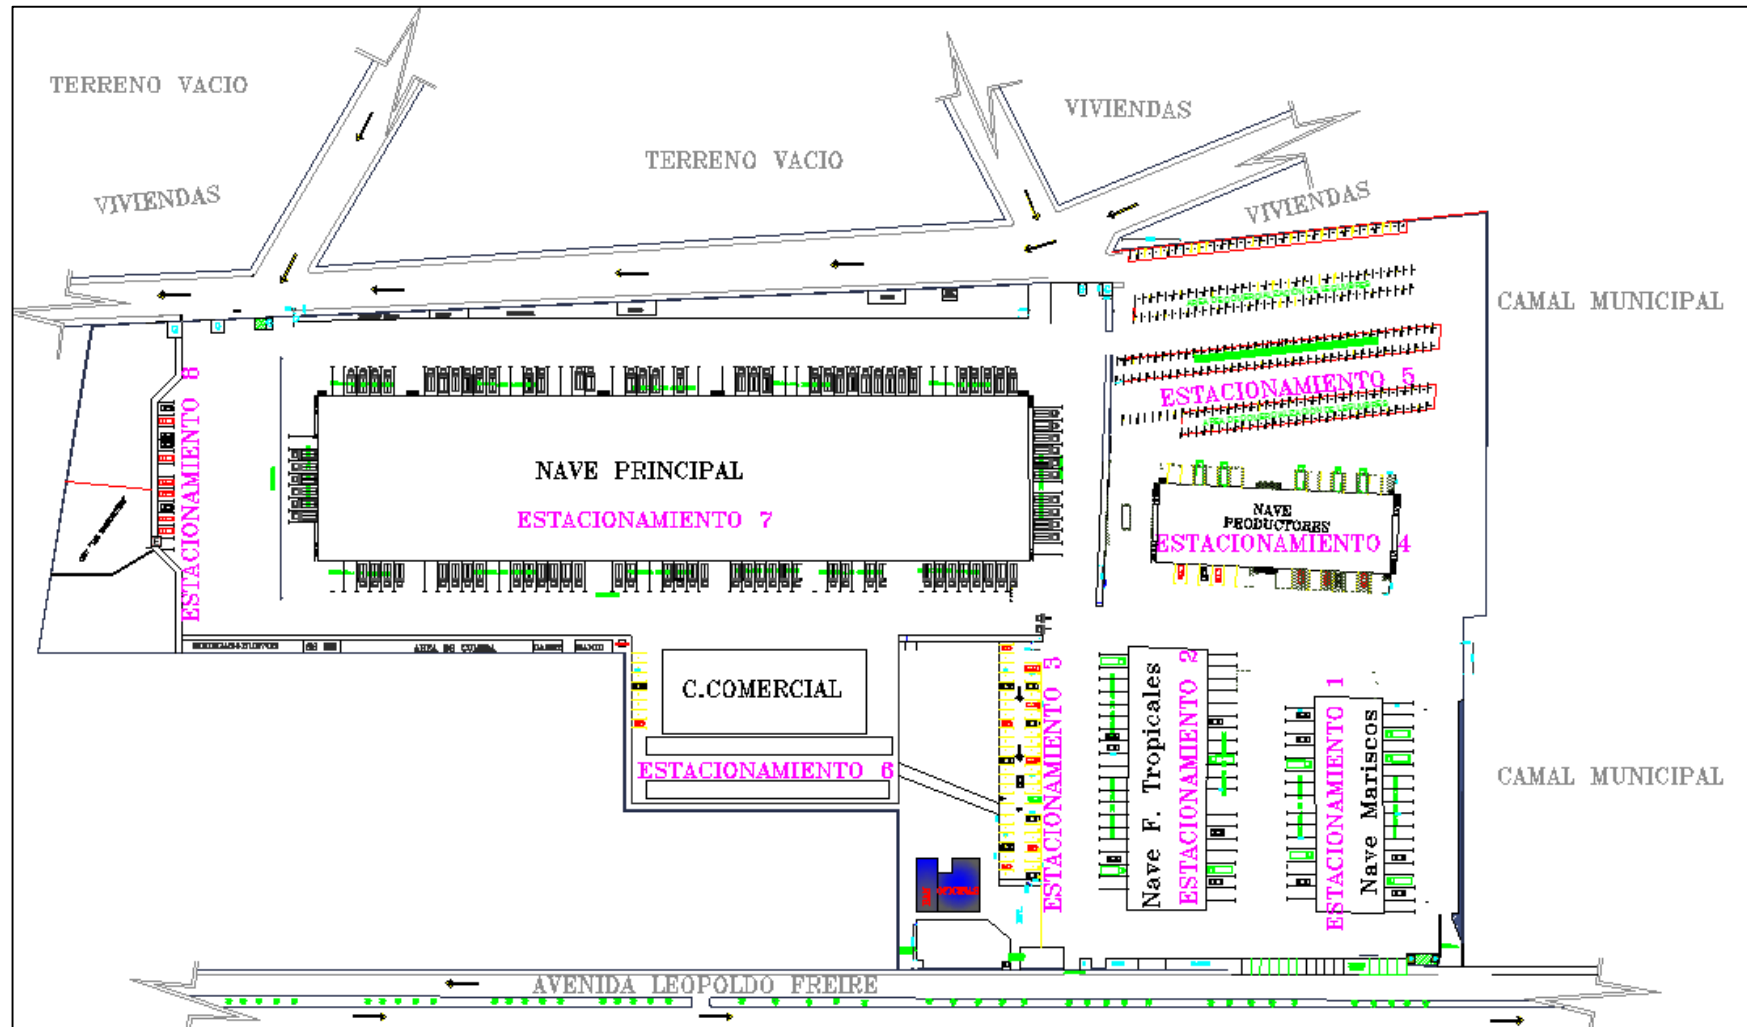 TERRENO VACIO
VIVIENDAS
TERRENO VACIO
VIVIENDAS
VIVIENDAS
VIVIENDAS
CAMAL MUNICIPAL
ESTACIONAMIENTO 5
ESTACIONAMIENTO 8
NAVE PRINCIPAL
ESTACIONAMIENTO 7
NAVE
PRODUCTORES
ESTACIONAMIENTO 4
C.COMERCIAL
ESTACIONAMIENTO 6
ESTACIONAMIENTO 3
Nave F. Tropicales
ESTACIONAMIENTO 2
ESTACIONAMIENTO 1
Nave Mariscos
CAMAL MUNICIPAL
AVENIDA LEOPOLDO FREIRE